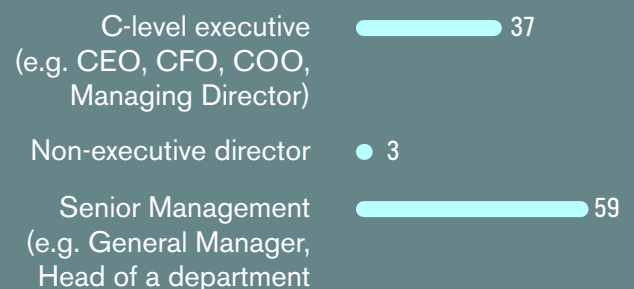 C-level executive
(e.g. CEO, CFO, COO,
Managing Director)
37
Non-executive director
3
Senior Management
(e.g. General Manager,
Head of a department
59